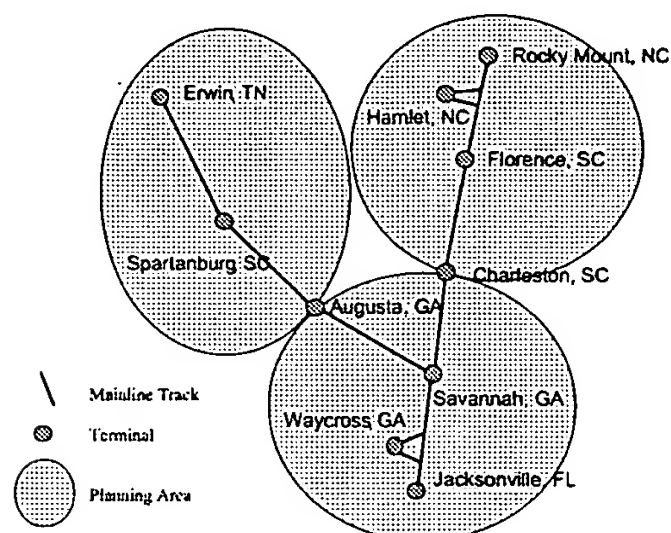 Rocky Mount, NC
Erwin, TN
Hamlet, NC
Florence, SC
Spartanburg, SC
Charleston, SC
Augusta, GA
Mainline Track
Savannah, GA
Waycross, GA
Terminal
Jacksonville, FL
Planning Area